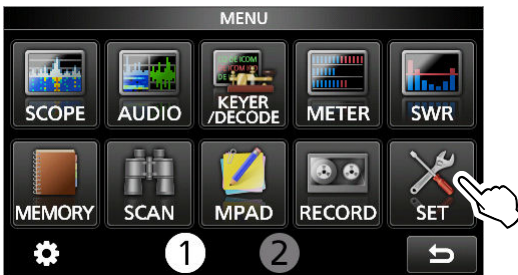 MENU
SCOPE
AUDIO
KEYER
/DECODE
METER
SWR
MEMORY
SCAN
MPAD
RECORD
SET
1
2